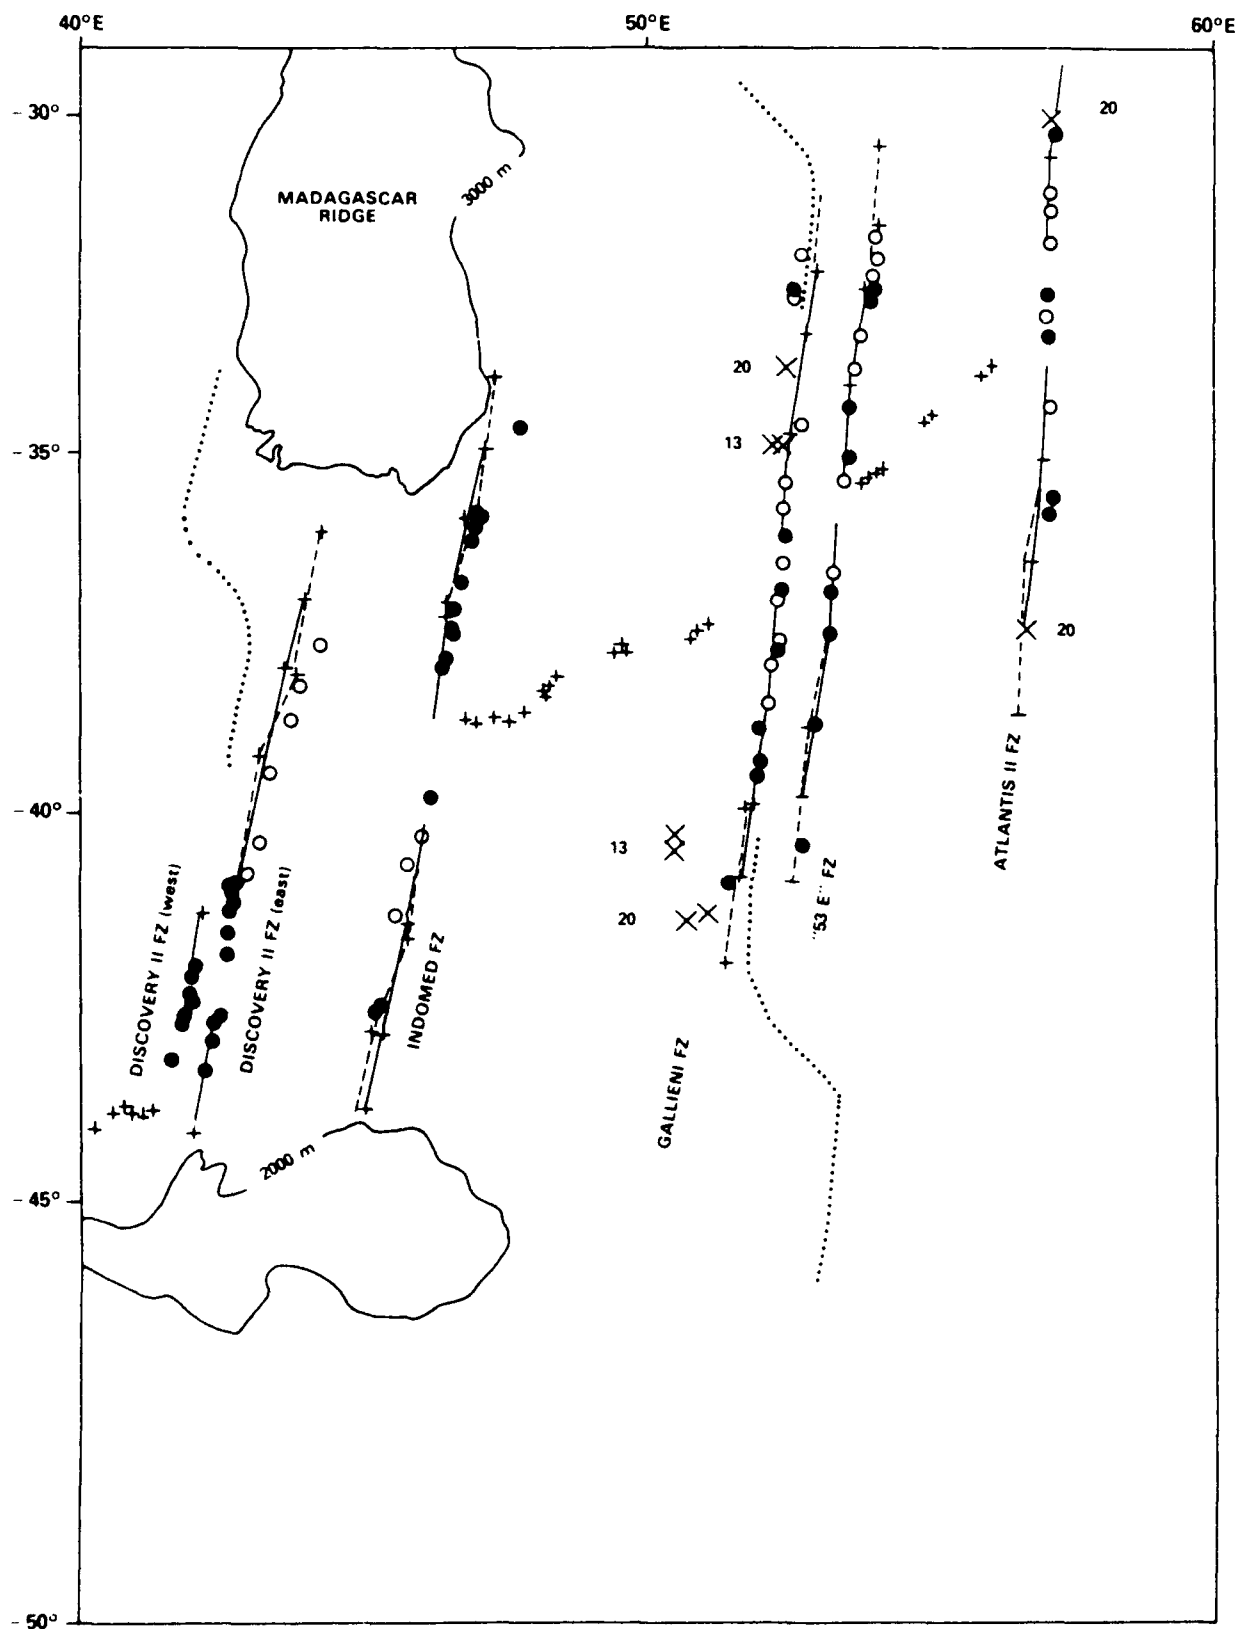 40°E
50°E
60°E
-30°
20
3000 m
MADAGASCAR
RIDGE
20
13
-35°
20
-40°
13
20
DISCOVERY II FZ (west)
DISCOVERY II FZ (east)
INDOMED FZ
GALLIENI FZ
"53 E" FZ
ATLANTIS II FZ
2000 m
-45°
-50°